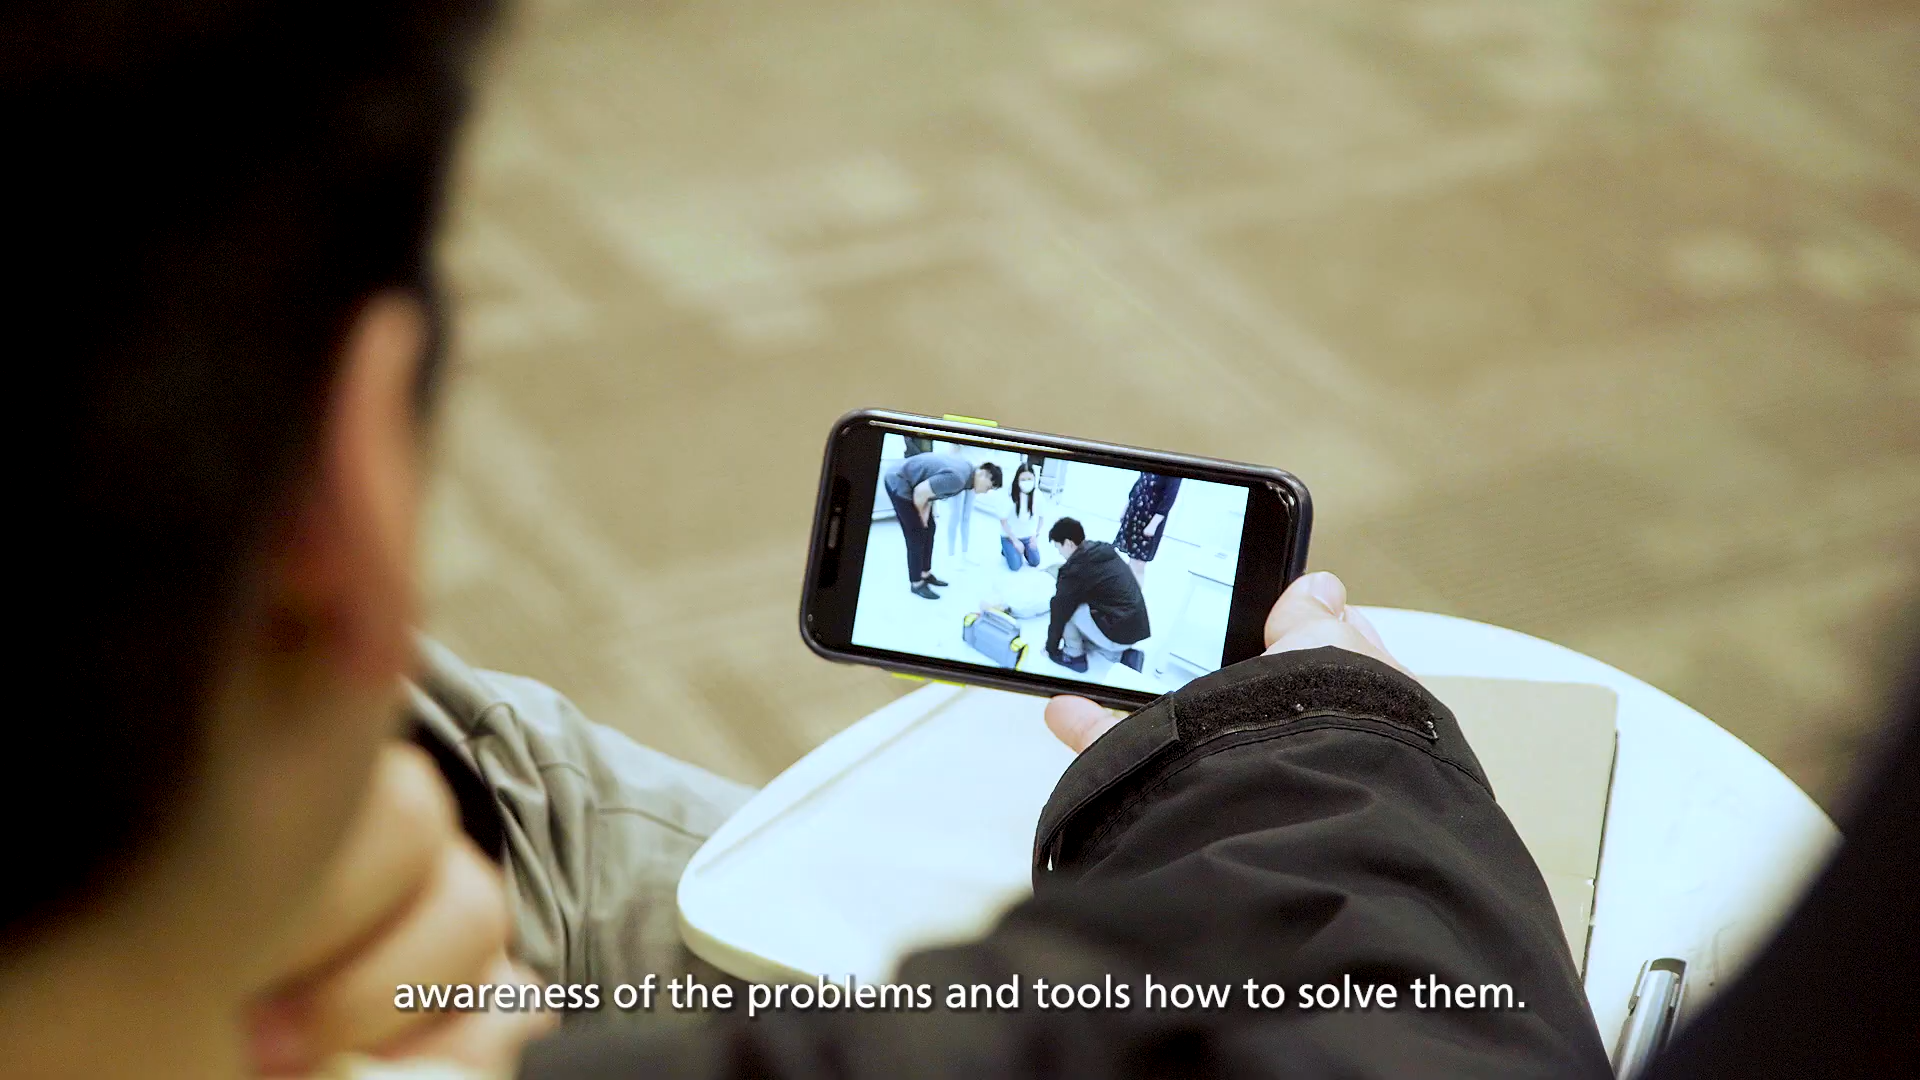 awareness of the problems and tools how to solve them.